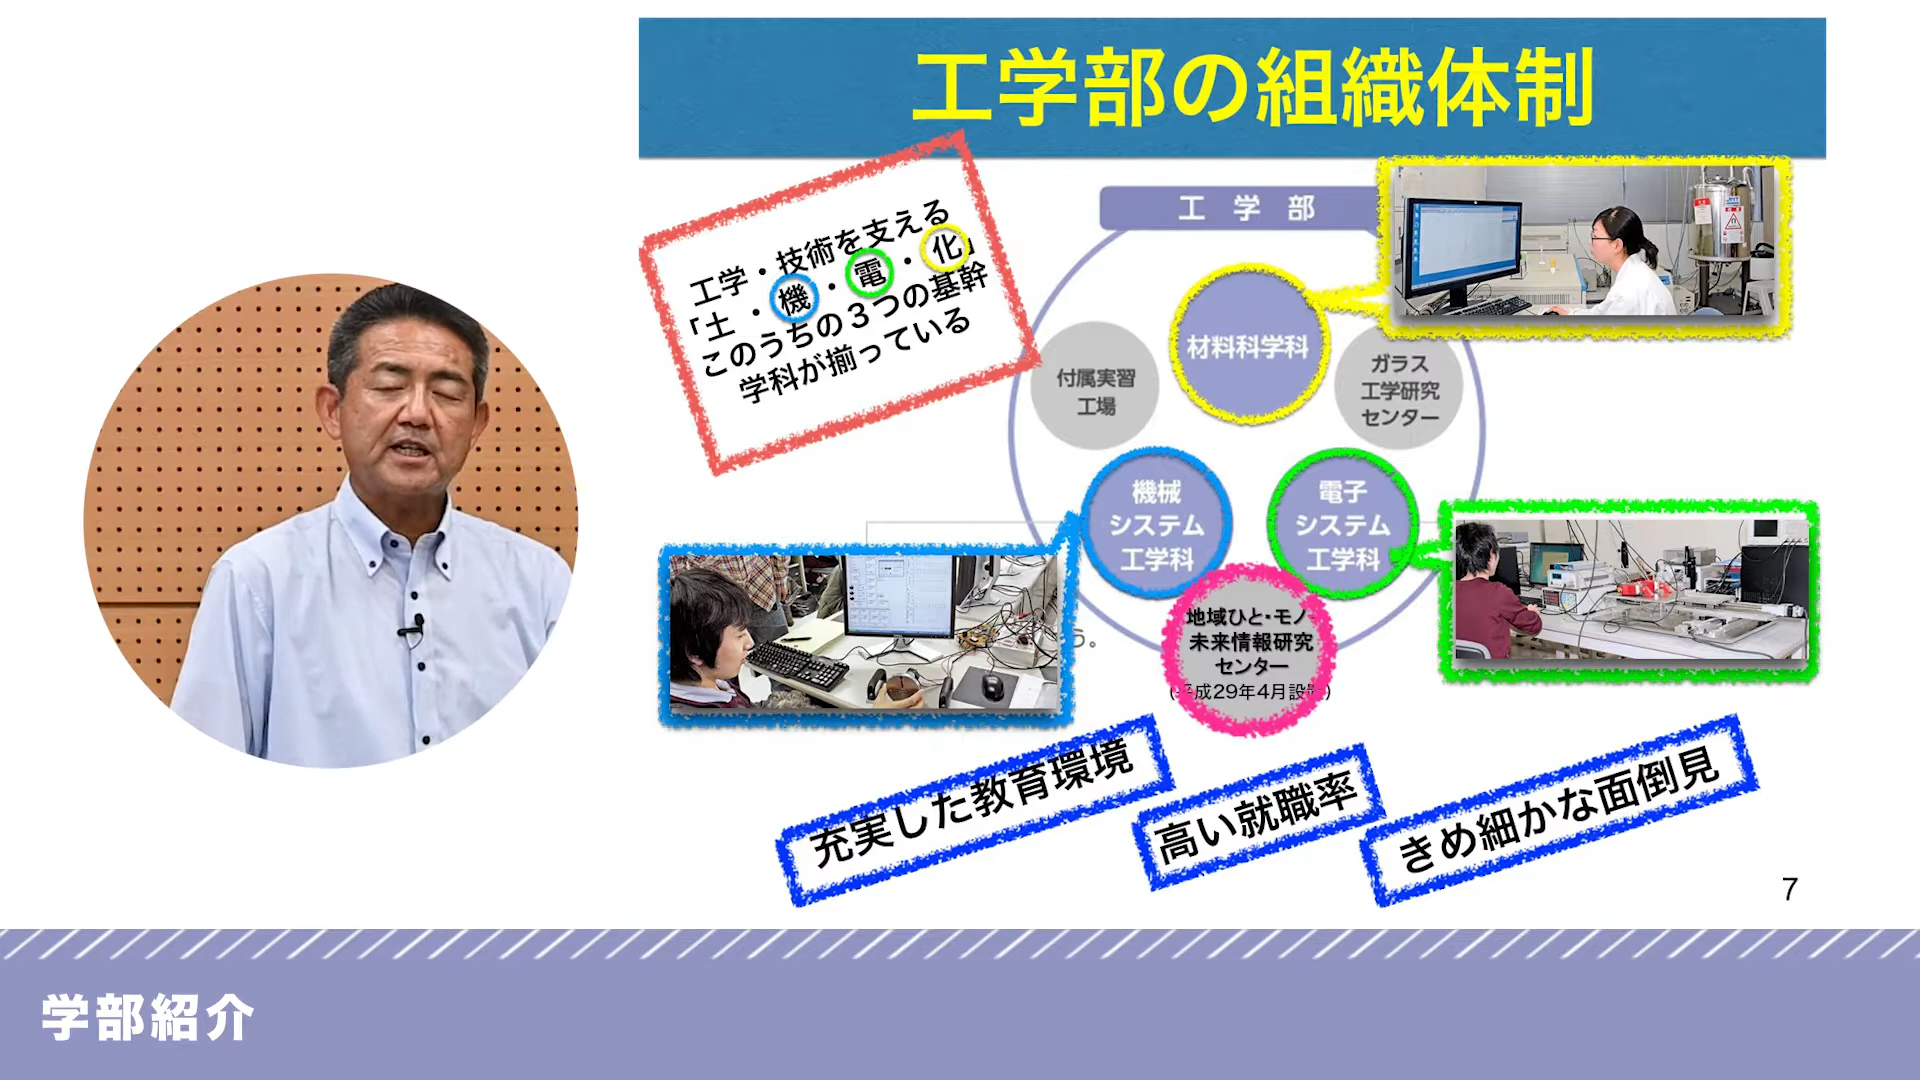 工学部の組織体制
工学・技術を支える
「土・機・電・化」
このうちの３つの基幹
学科が揃っている
工学部
材料科学科
付属実習
工場
ガラス
工学研究
センター
機械
システム
工学科
電子
システム
工学科
地域ひと・モノ
未来情報研究
センター
(平成29年4月設置)
う。
充実した教育環境
高い就職率
きめ細かな面倒見
7
学部紹介